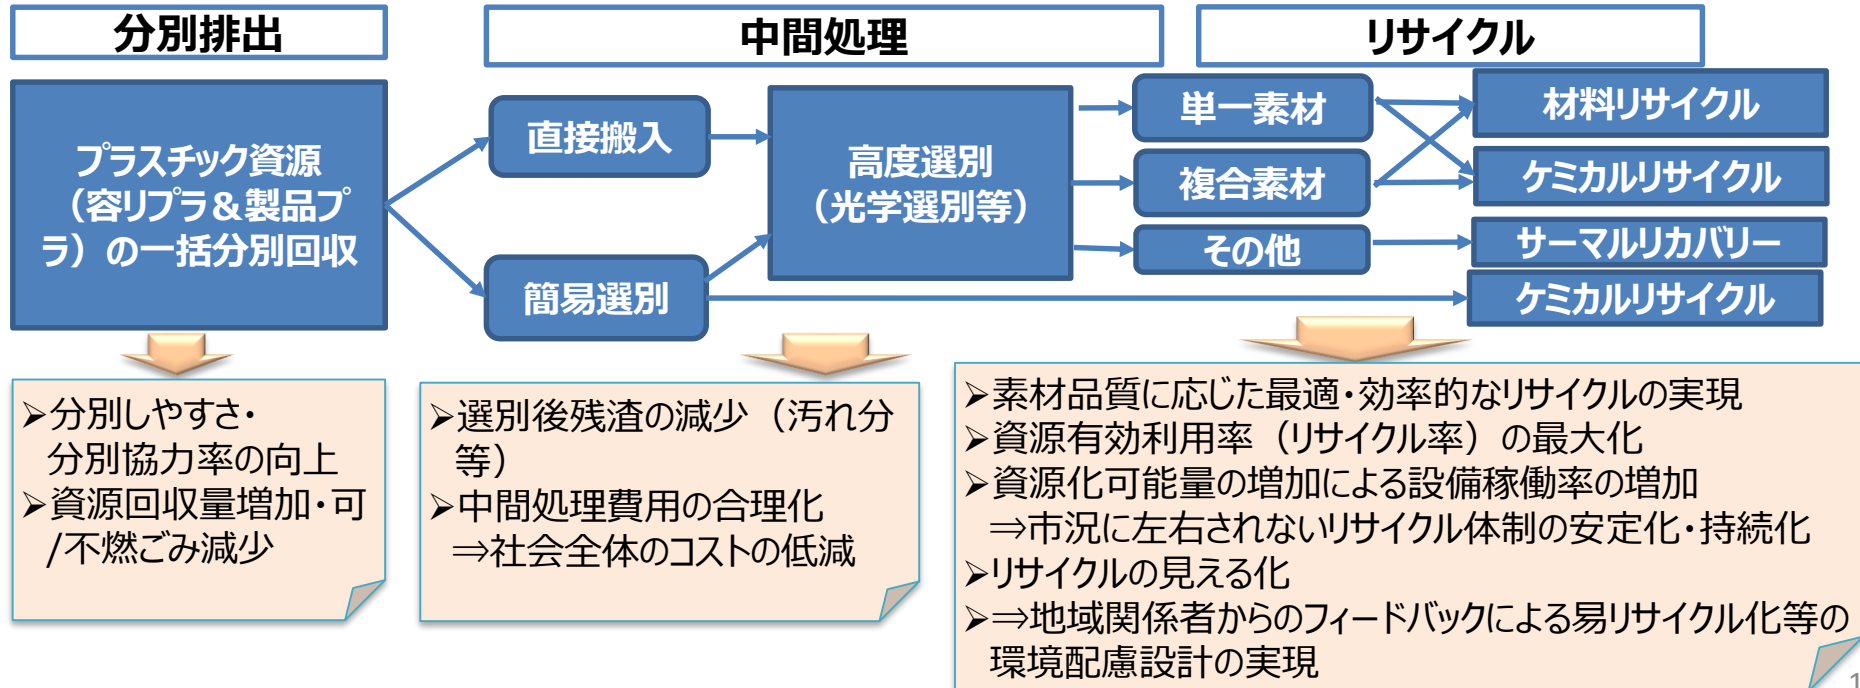 分別排出
中間処理
リサイクル
プラスチック資源
（容リプラ＆製品プ
ラ）の一括分別回収
直接搬入
簡易選別
高度選別
（光学選別等）
単一素材
複合素材
その他
材料リサイクル
ケミカルリサイクル
サーマルリカバリー
ケミカルリサイクル
➢分別しやすさ・
分別協力率の向上
➢資源回収量増加・可
/不燃ごみ減少
➢選別後残渣の減少（汚れ分
等）
➢中間処理費用の合理化
⇒社会全体のコストの低減
➢素材品質に応じた最適・効率的なリサイクルの実現
➢資源有効利用率（リサイクル率）の最大化
➢資源化可能量の増加による設備稼働率の増加
⇒市況に左右されないリサイクル体制の安定化・持続化
➢リサイクルの見える化
➢⇒地域関係者からのフィードバックによる易リサイクル化等の
環境配慮設計の実現
1